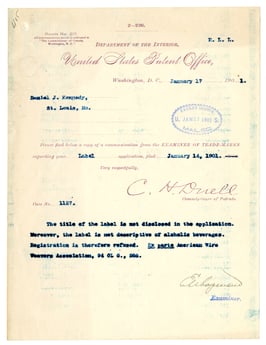 2-226.
E. L. L.
Department of the Interior,
United States Patent Office,
Washington, D. C., January 17 1901.
Daniel J. Kennedy,
St. Louis, Mo.
Please find below a copy of a communication from the EXAMINER OF TRADE-MARKS
regarding your Label application, filed January 14, 1901.
Very respectfully,
C. H. Duell
Commissioner of Patents.
Case No. 1127.
The title of the label is not disclosed in the application.
Moreover, the label is not descriptive of alcholic beverages.
Registration is therefore refused. Ex parte American Wire
Weavers Association, 94 O. G., 586.
Examiner.